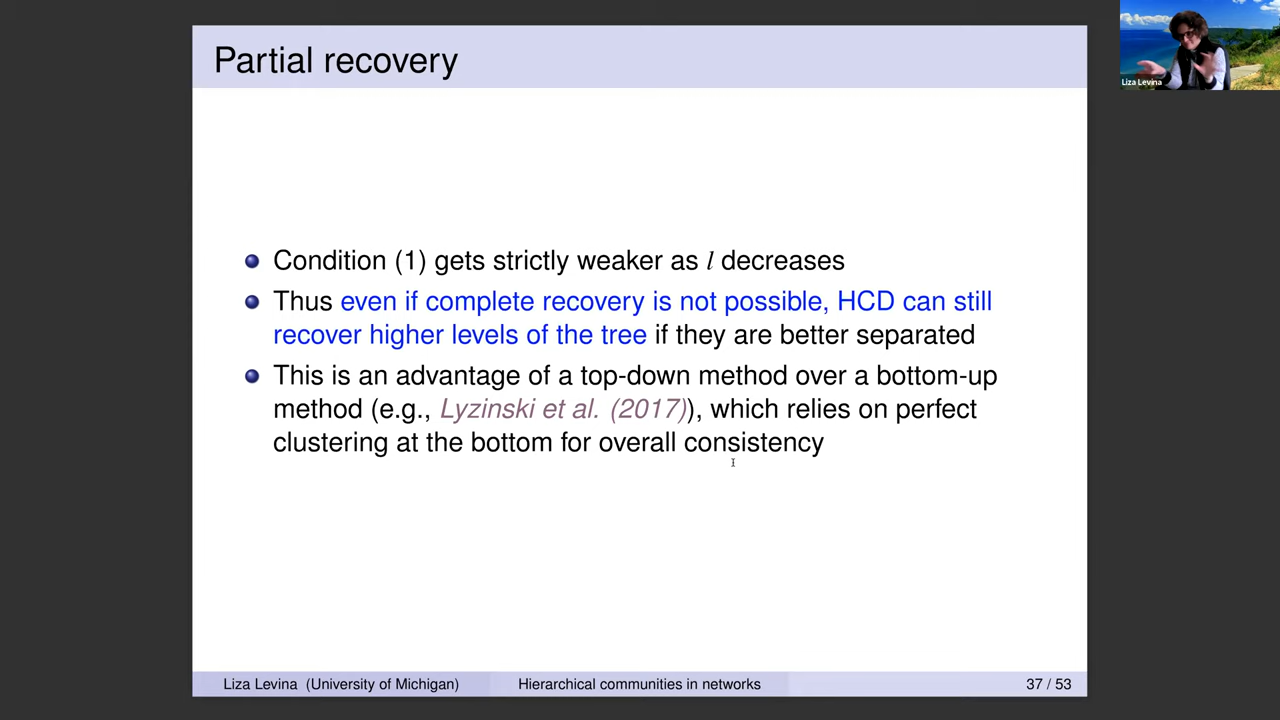 Partial recovery
Liza Levina
Condition (1) gets strictly weaker as l decreases
Thus even if complete recovery is not possible, HCD can still
recover higher levels of the tree if they are better separated
This is an advantage of a top-down method over a bottom-up
method (e.g., Lyzinski et al. (2017)), which relies on perfect
clustering at the bottom for overall consistency
Liza Levina (University of Michigan) Hierarchical communities in networks 37 / 53